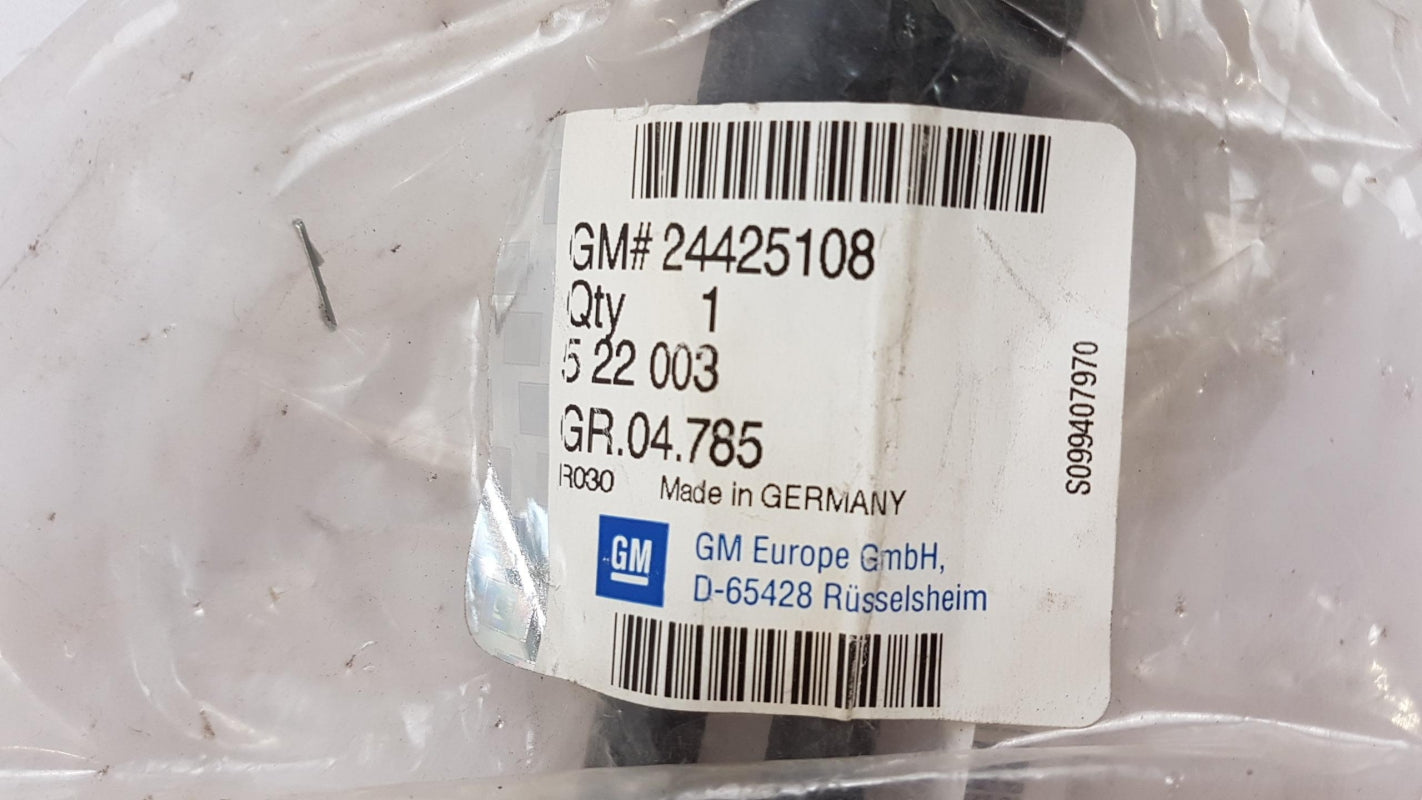 GM# 24425108
Qty 1
5 22 003
GR.04.785
IR030 Made in GERMANY
GM
GM Europe GmbH,
D-65428 Rüsselsheim
S099407970